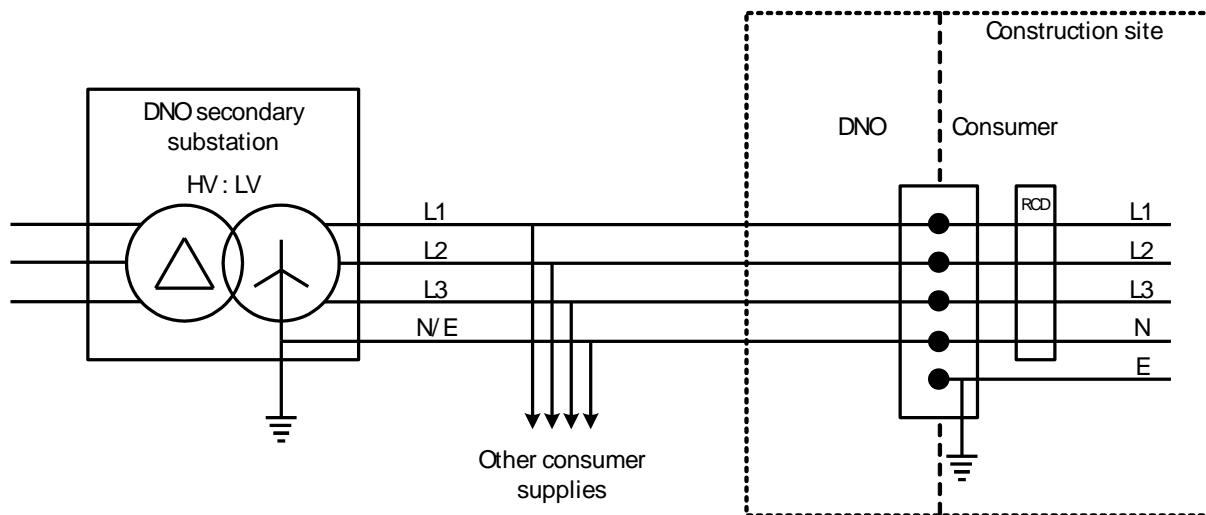 Construction site
DNO secondary
substation
HV : LV
DNO
Consumer
RCD
L1
L1
L2
L2
L3
L3
N/E
N
E
Other consumer
supplies